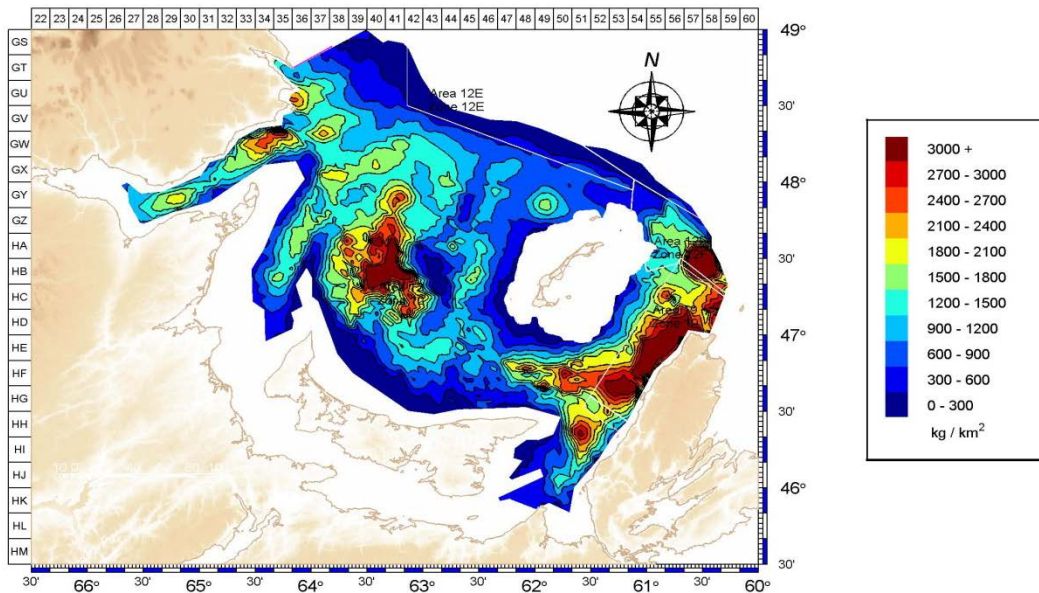 22 23 24 25 26 27 28 29 30 31 32 33 34 35 36 37 38 39 40 41 42 43 44 45 46 47 48 49 50 51 52 53 54 55 56 57 58 59 60
GS
GT
GU
GV
GW
GX
GY
GZ
HA
HB
HC
HD
HE
HF
HG
HH
HI
HJ
HK
HL
HM
49°
30'
48°
30'
47°
30'
46°
30'
N
Area 12E
Zone 12E
30' 66° 30' 65° 30' 64° 30' 63° 30' 62° 30' 61° 30' 60°
3000 +
2700 - 3000
2400 - 2700
2100 - 2400
1800 - 2100
1500 - 1800
1200 - 1500
900 - 1200
600 - 900
300 - 600
0 - 300
kg / km²